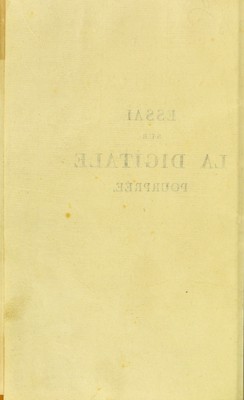 ESSAI
SUR
LA DIGITALE
POURPRÉE.